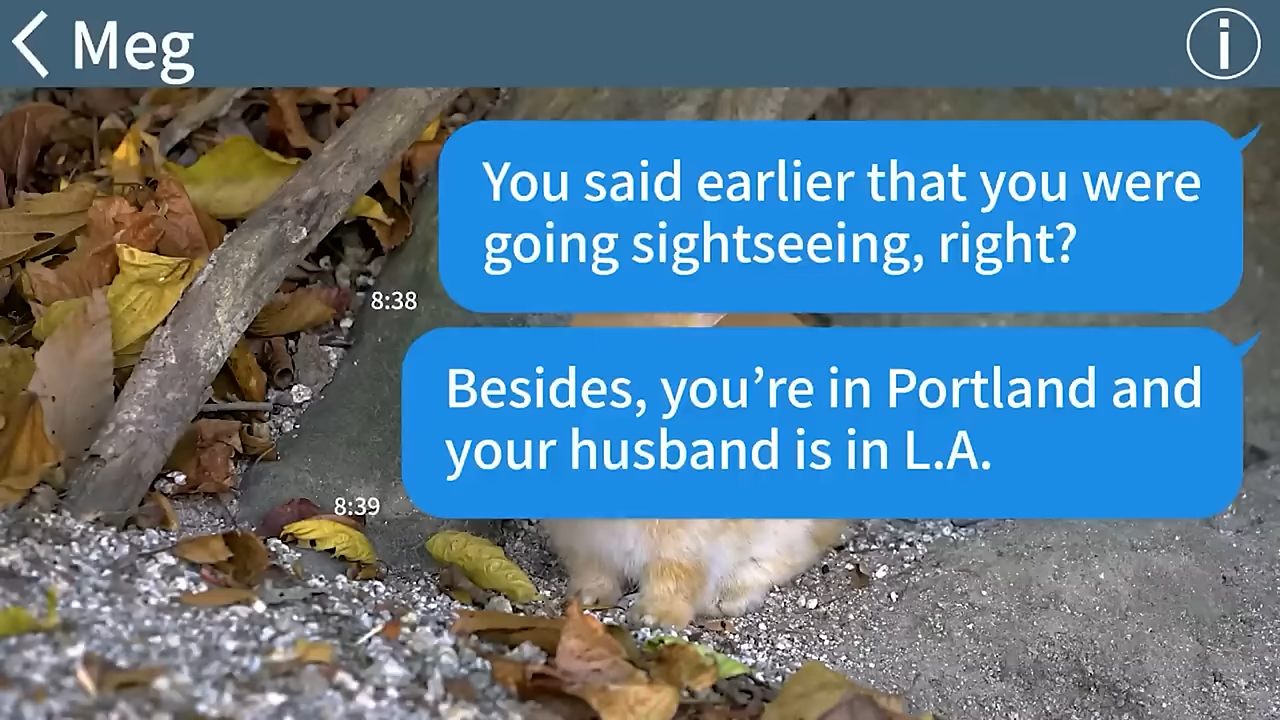 Meg
You said earlier that you were
going sightseeing, right?
8:38
Besides, you’re in Portland and
your husband is in L.A.
8:39